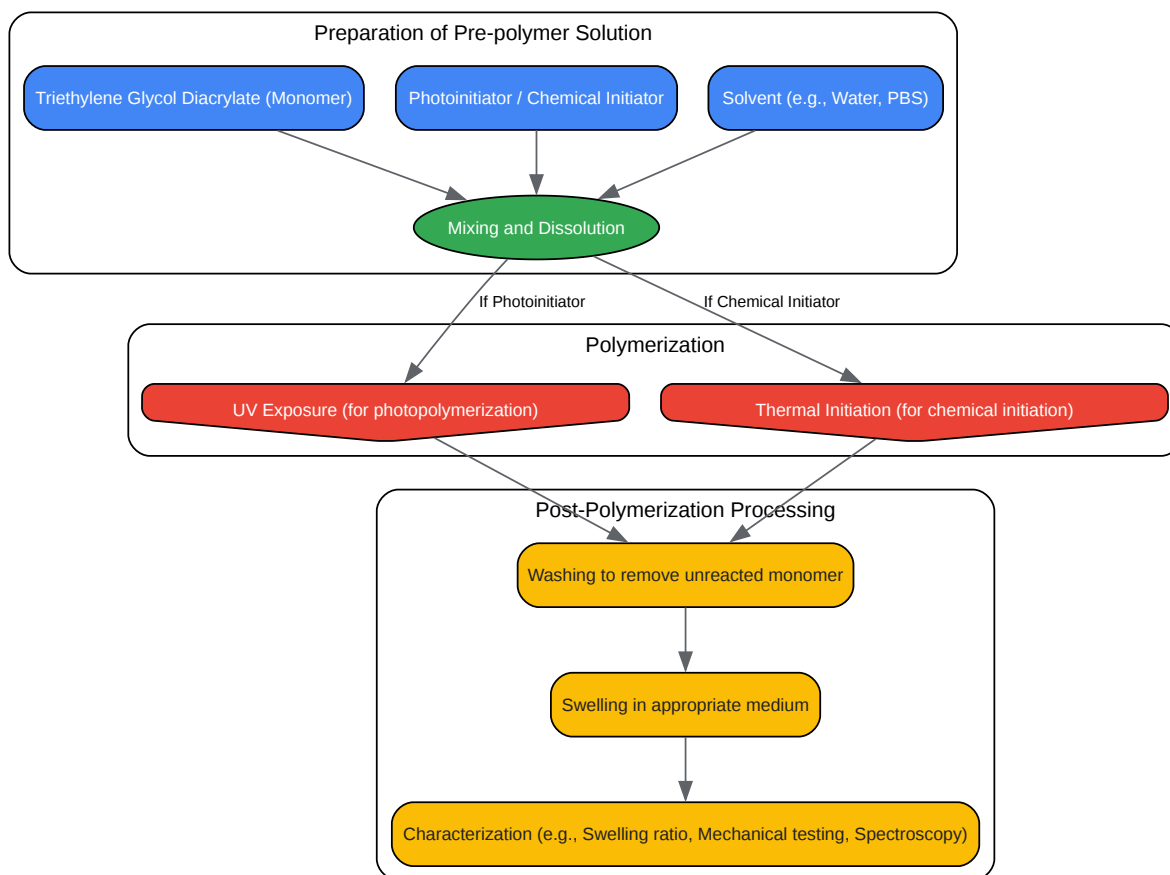 Preparation of Pre-polymer Solution
Triethylene Glycol Diacrylate (Monomer)
Photoinitiator / Chemical Initiator
Solvent (e.g., Water, PBS)
Mixing and Dissolution
If Photoinitiator
If Chemical Initiator
Polymerization
UV Exposure (for photopolymerization)
Thermal Initiation (for chemical initiation)
Post-Polymerization Processing
Washing to remove unreacted monomer
Swelling in appropriate medium
Characterization (e.g., Swelling ratio, Mechanical testing, Spectroscopy)